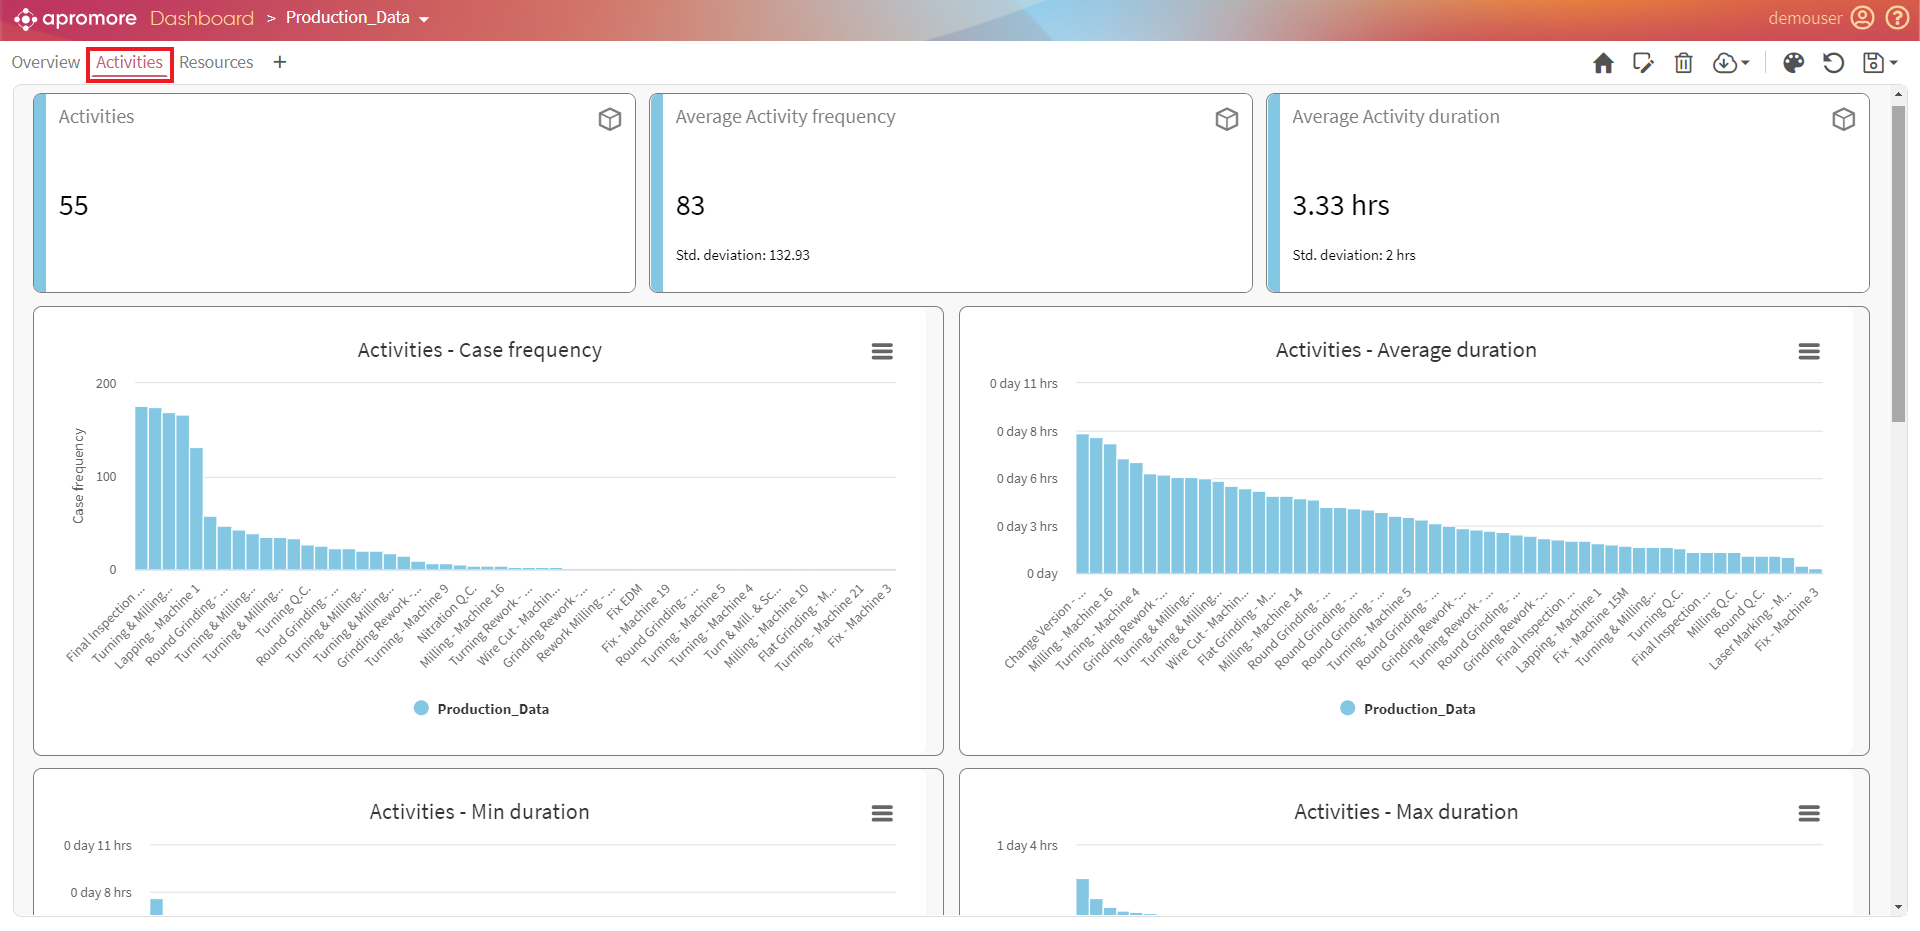 apromore Dashboard > Production_Data
demouser
Overview Activities Resources +
Activities
55
Average Activity frequency
83
Std. deviation: 132.93
Average Activity duration
3.33 hrs
Std. deviation: 2 hrs
Activities - Case frequency
Case frequency
200
100
0
Final Inspection ...
Turning & Milling...
Lapping - Machine 1
Round Grinding - ...
Turning & Milling...
Turning & Milling...
Turning Q.C.
Round Grinding - ...
Turning & Milling...
Turning & Milling...
Grinding Rework - ...
Turning - Machine 9
Nitration Q.C.
Milling - Machine 16
Turning Rework - ...
Wire Cut - Machin...
Grinding Rework - ...
Rework Milling - ...
Fix EDM
Fix - Machine 19
Round Grinding - ...
Turning - Machine 5
Turning - Machine 4
Turn & Mill. & Sc...
Milling - Machine 10
Flat Grinding - M...
Turning - Machine 21
Fix - Machine 3
Production_Data
Activities - Average duration
0 day 11 hrs
0 day 8 hrs
0 day 6 hrs
0 day 3 hrs
0 day
Change Version - ...
Milling - Machine 16
Turning - Machine 4
Grinding Rework - ...
Turning & Milling...
Turning & Milling...
Wire Cut - Machin...
Flat Grinding - M...
Milling - Machine 14
Round Grinding - ...
Round Grinding - ...
Round Grinding - ...
Turning - Machine 5
Round Grinding - ...
Grinding Rework - ...
Turning Rework - ...
Round Grinding - ...
Grinding Rework - ...
Final Inspection ...
Lapping - Machine 1
Fix - Machine 15M
Turning & Milling...
Turning Q.C.
Final Inspection ...
Milling Q.C.
Round Q.C.
Laser Marking - M...
Fix - Machine 3
Production_Data
Activities - Min duration
0 day 11 hrs
0 day 8 hrs
Activities - Max duration
1 day 4 hrs